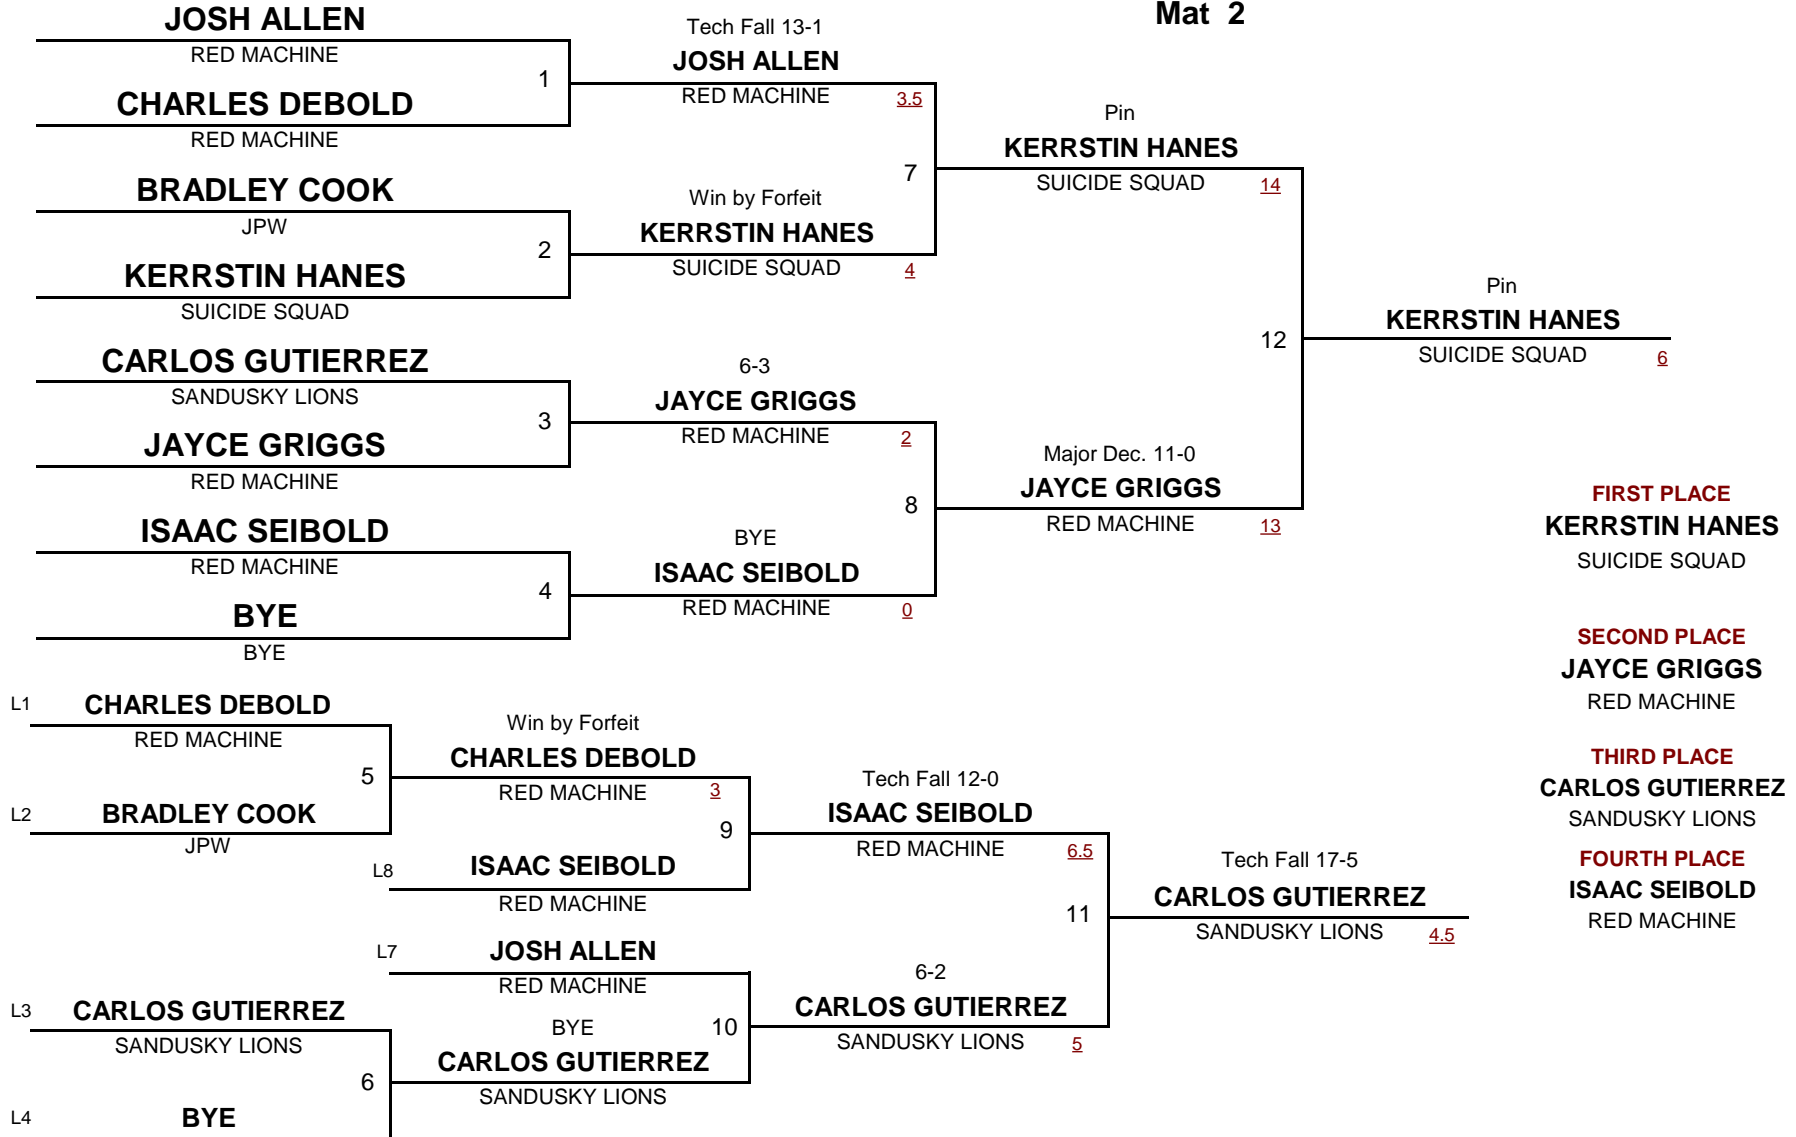 Mat 2
JOSH ALLEN
RED MACHINE
1
CHARLES DEBOLD
RED MACHINE
BRADLEY COOK
JPW
2
KERRSTIN HANES
SUICIDE SQUAD
CARLOS GUTIERREZ
SANDUSKY LIONS
3
JAYCE GRIGGS
RED MACHINE
ISAAC SEIBOLD
RED MACHINE
4
BYE
BYE
Tech Fall 13-1
JOSH ALLEN
RED MACHINE 3.5
7
Win by Forfeit
KERRSTIN HANES
SUICIDE SQUAD 4
6-3
JAYCE GRIGGS
RED MACHINE 2
8
BYE
ISAAC SEIBOLD
RED MACHINE 0
Pin
KERRSTIN HANES
SUICIDE SQUAD 14
12
Major Dec. 11-0
JAYCE GRIGGS
RED MACHINE 13
Pin
KERRSTIN HANES
SUICIDE SQUAD 6
FIRST PLACE
KERRSTIN HANES
SUICIDE SQUAD
SECOND PLACE
JAYCE GRIGGS
RED MACHINE
THIRD PLACE
CARLOS GUTIERREZ
SANDUSKY LIONS
FOURTH PLACE
ISAAC SEIBOLD
RED MACHINE
L1 CHARLES DEBOLD
RED MACHINE
5
L2 BRADLEY COOK
JPW
L3 CARLOS GUTIERREZ
SANDUSKY LIONS
6
L4 BYE
Win by Forfeit
CHARLES DEBOLD
RED MACHINE 3
9
L8 ISAAC SEIBOLD
RED MACHINE
L7 JOSH ALLEN
RED MACHINE
BYE 10
CARLOS GUTIERREZ
SANDUSKY LIONS
Tech Fall 12-0
ISAAC SEIBOLD
RED MACHINE 6.5
11
6-2
CARLOS GUTIERREZ
SANDUSKY LIONS 5
Tech Fall 17-5
CARLOS GUTIERREZ
SANDUSKY LIONS 4.5